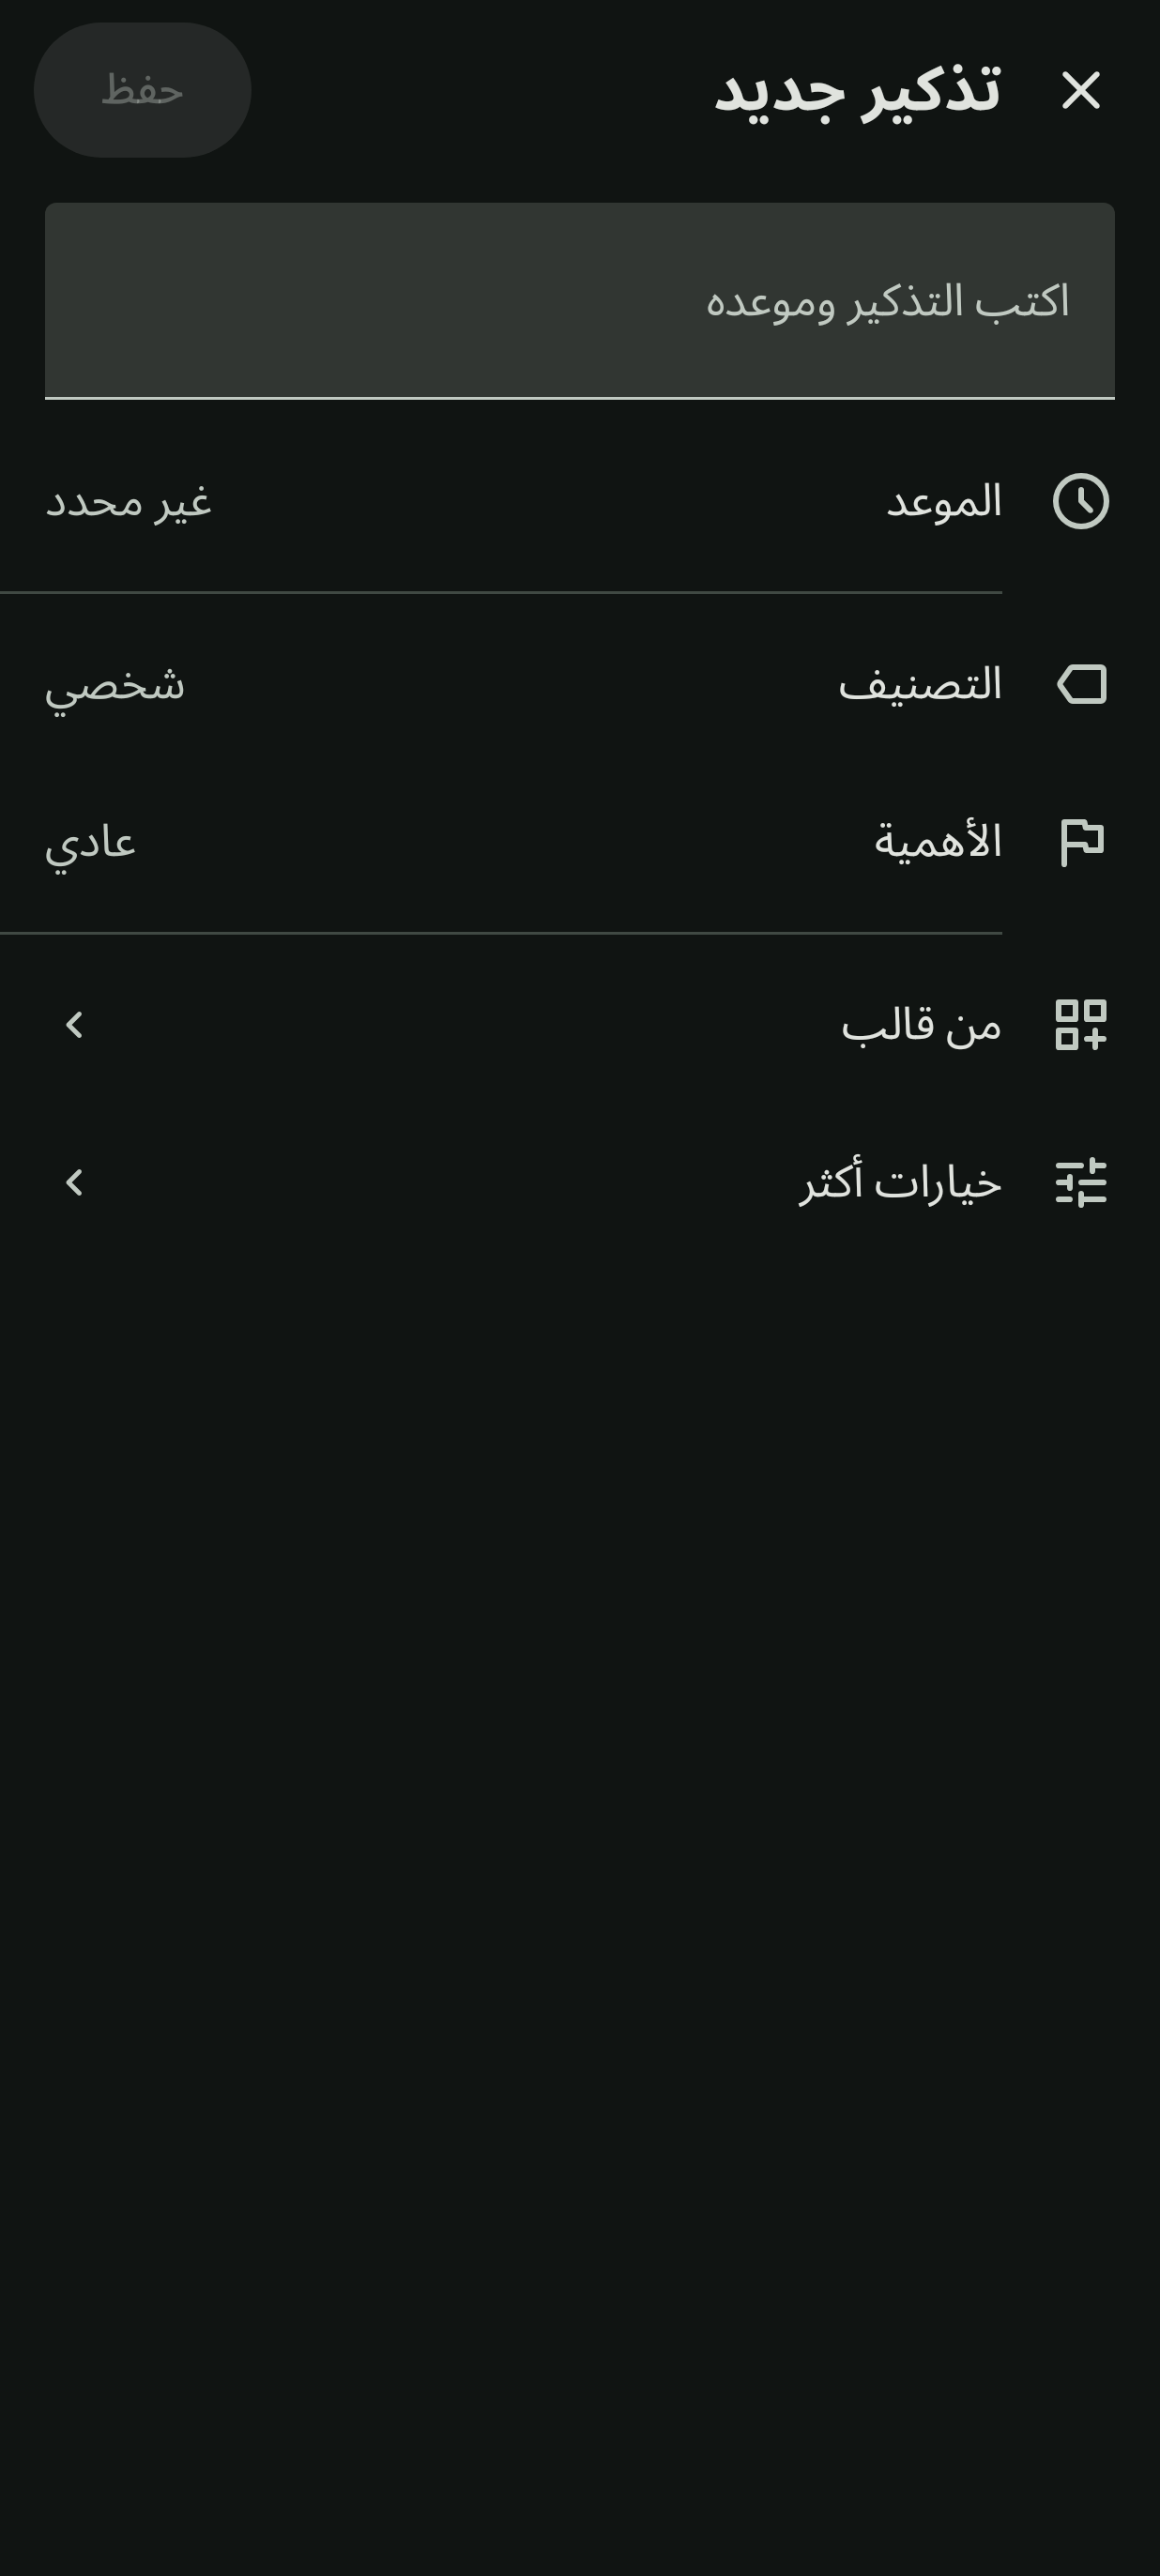 تذكير جديد
حفظ
اكتب التذكير وموعده
الموعد
غير محدد
التصنيف
شخصي
الأهمية
عادي
من قالب
خيارات أكثر